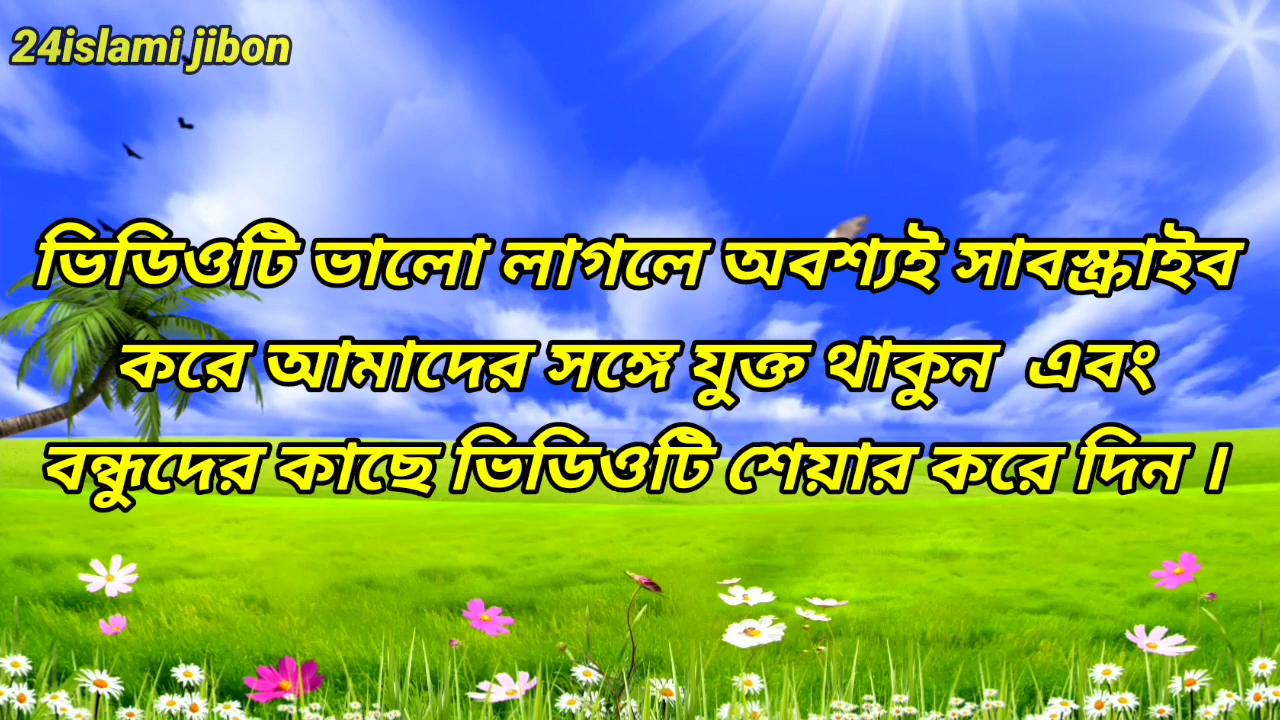 24islami jibon
ভিডিওটি ভালো লাগলে অবশ্যই সাবস্ক্রাইব
করে আমাদের সঙ্গে যুক্ত থাকুন এবং
বন্ধুদের কাছে ভিডিওটি শেয়ার করে দিন ।